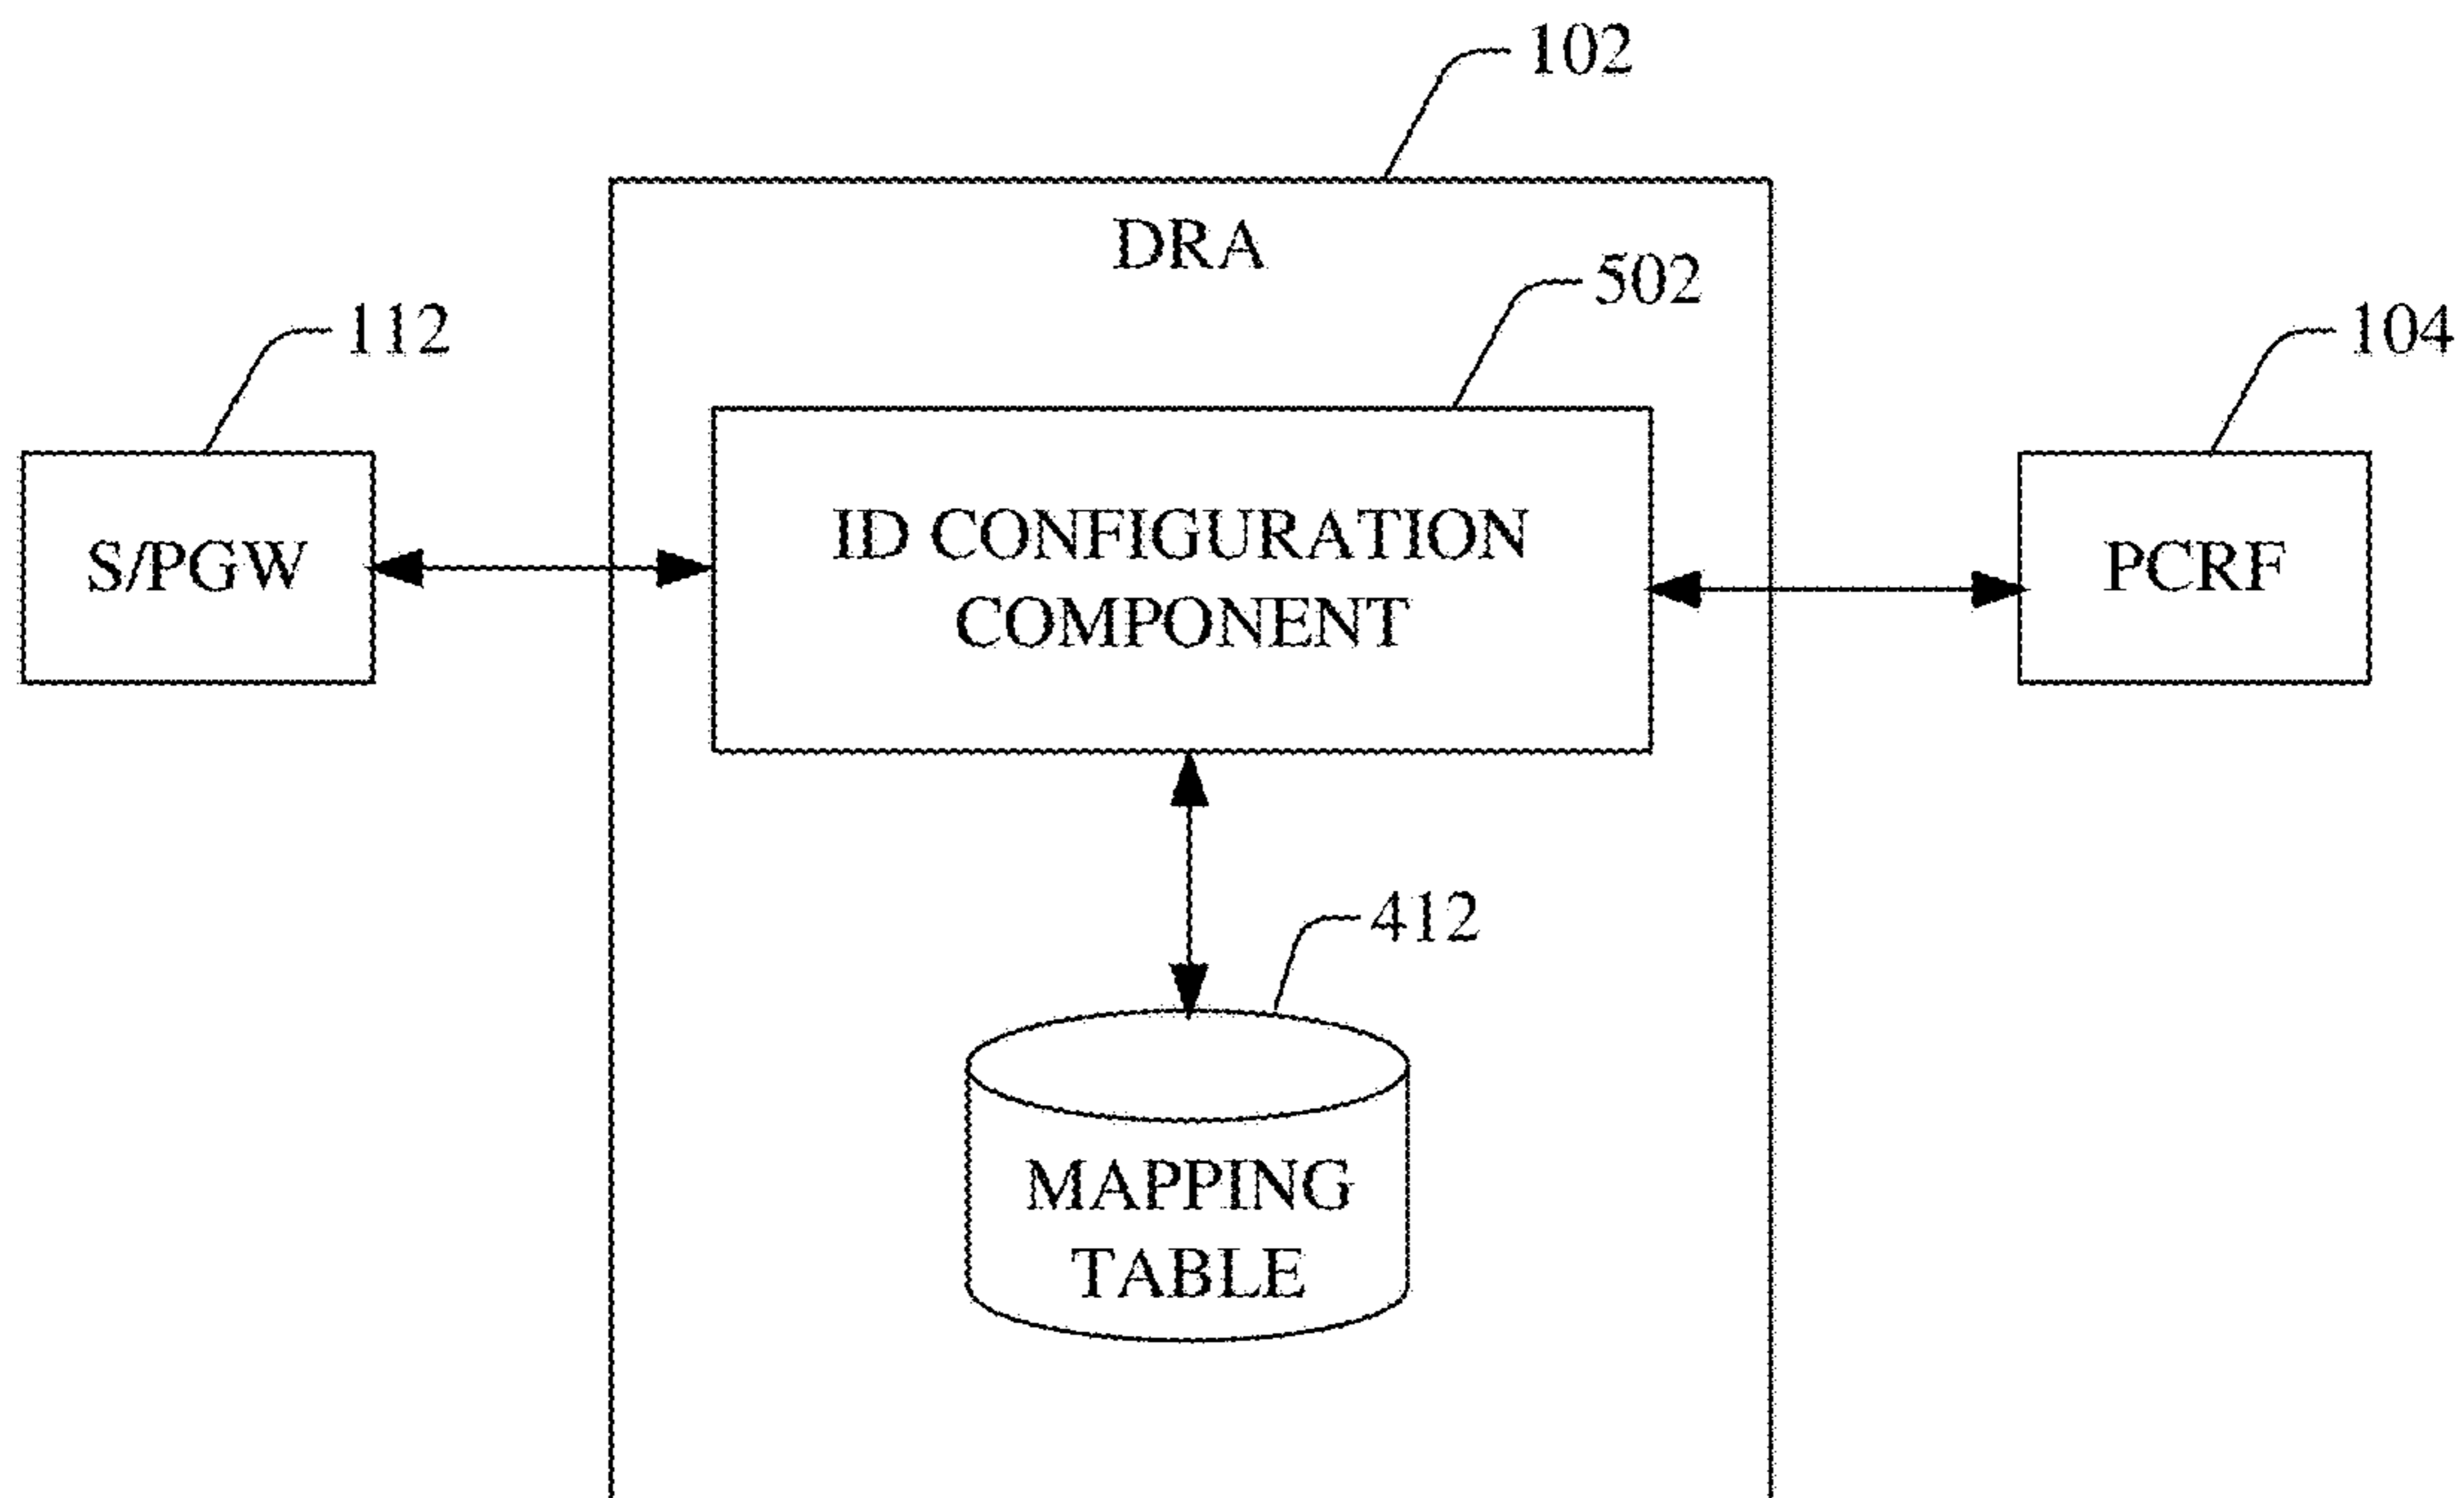 102
DRA
502
112
104
ID CONFIGURATION
COMPONENT
S/PGW
PCRF
412
MAPPING
TABLE